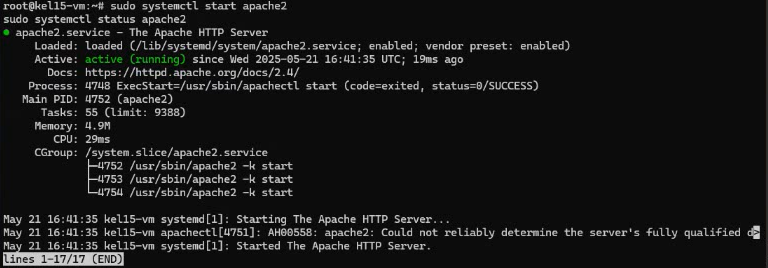 root@kel15-vm:~# sudo systemctl start apache2
sudo systemctl status apache2
● apache2.service - The Apache HTTP Server
     Loaded: loaded (/lib/systemd/system/apache2.service; enabled; vendor preset: enabled)
     Active: active (running) since Wed 2025-05-21 16:41:35 UTC; 19ms ago
       Docs: https://httpd.apache.org/docs/2.4/
    Process: 4748 ExecStart=/usr/sbin/apachectl start (code=exited, status=0/SUCCESS)
   Main PID: 4752 (apache2)
      Tasks: 55 (limit: 9388)
     Memory: 4.9M
        CPU: 29ms
     CGroup: /system.slice/apache2.service
             ├─4752 /usr/sbin/apache2 -k start
             ├─4753 /usr/sbin/apache2 -k start
             └─4754 /usr/sbin/apache2 -k start
May 21 16:41:35 kel15-vm systemd[1]: Starting The Apache HTTP Server...
May 21 16:41:35 kel15-vm apachectl[4751]: AH00558: apache2: Could not reliably determine the server's fully qualified d>
May 21 16:41:35 kel15-vm systemd[1]: Started The Apache HTTP Server.
lines 1-17/17 (END)